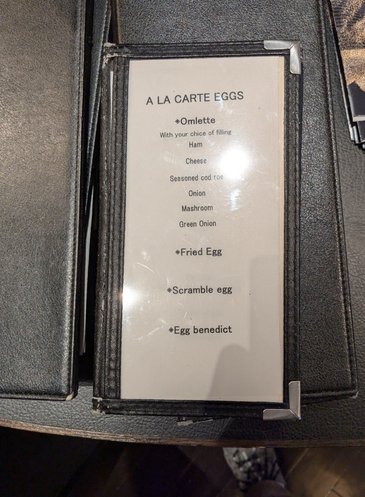 A LA CARTE EGGS
*Omlette
With your chice of filling
Ham
Cheese
Seasoned cod roe
Onion
Mashroom
Green Onion
*Fried Egg
*Scramble egg
*Egg benedict